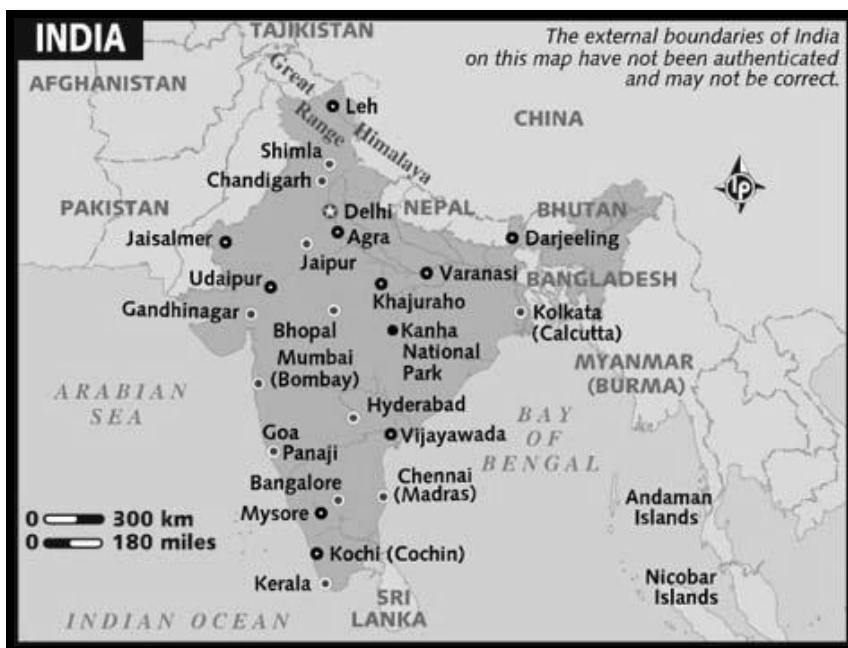 INDIA
TAJIKISTAN
The external boundaries of India
on this map have not been authenticated
and may not be correct.
AFGHANISTAN
Great
Range
Himalaya
Leh
CHINA
Shimla
Chandigarh
PAKISTAN
Delhi
NEPAL
BHUTAN
LP
Jaisalmer
Agra
Darjeeling
Jaipur
Udaipur
Varanasi
BANGLADESH
Khajuraho
Gandhinagar
Bhopal
Kanha
National
Park
Kolkata
(Calcutta)
Mumbai
(Bombay)
MYANMAR
(BURMA)
ARABIAN
SEA
Hyderabad
BAY
OF
BENGAL
Goa
Panaji
Vijayawada
Bangalore
Chennai
(Madras)
Andaman
Islands
0 300 km
0 180 miles
Mysore
Kochi (Cochin)
Kerala
Nicobar
Islands
SRI
LANKA
INDIAN OCEAN